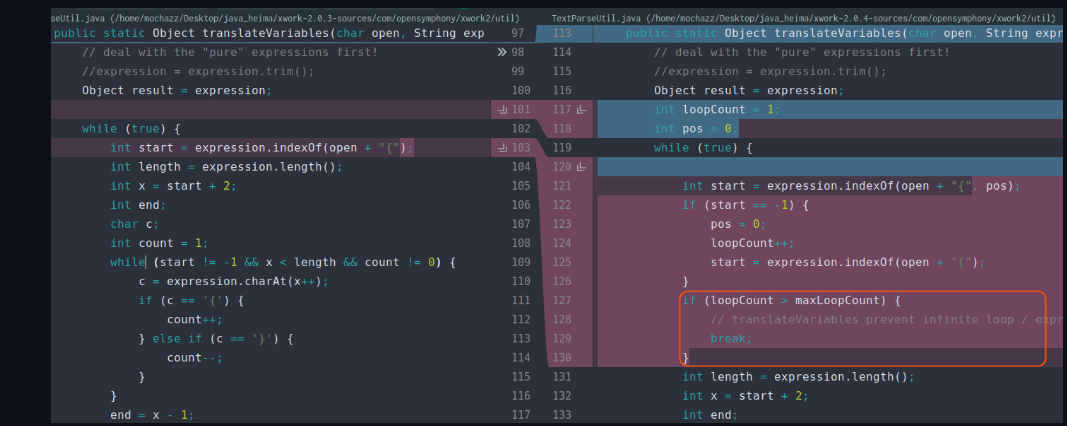 seUtil.java (/home/mochazz/Desktop/java_heima/xwork-2.0.3-sources/com/opensymphony/xwork2/util)
public static Object translateVariables(char open, String exp 97
// deal with the "pure" expressions first! 98
//expression = expression.trim(); 99
Object result = expression; 100
101
while (true) { 102
int start = expression.indexOf(open + "{"); 103
int length = expression.length(); 104
int x = start + 2; 105
int end; 106
char c; 107
int count = 1; 108
while (start != -1 && x < length && count != 0) { 109
c = expression.charAt(x++); 110
if (c == '{') { 111
count++; 112
} else if (c == '}') { 113
count--; 114
} 115
} 116
end = x - 1; 117
TextParseUtil.java (/home/mochazz/Desktop/java_heima/xwork-2.0.4-sources/com/opensymphony/xwork2/util)
113 public static Object translateVariables(char open, String expr
114 // deal with the "pure" expressions first!
115 //expression = expression.trim();
116 Object result = expression;
117 int loopCount = 1;
118 int pos = 0;
119 while (true) {
120
121 int start = expression.indexOf(open + "{", pos);
122 if (start == -1) {
123 pos = 0;
124 loopCount++;
125 start = expression.indexOf(open + "{");
126 }
127 if (loopCount > maxLoopCount) {
128 // translateVariables prevent infinite loop / expr
129 break;
130 }
131 int length = expression.length();
132 int x = start + 2;
133 int end;